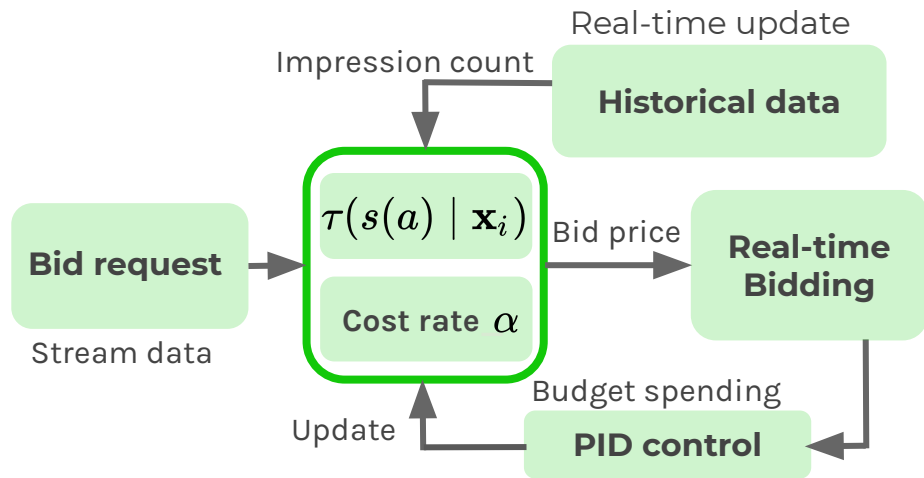 Real-time update
Impression count
Historical data
τ(s(a) | 𝐱ᵢ)
Bid price
Bid request
Real-time
Bidding
Cost rate α
Stream data
Budget spending
Update
PID control